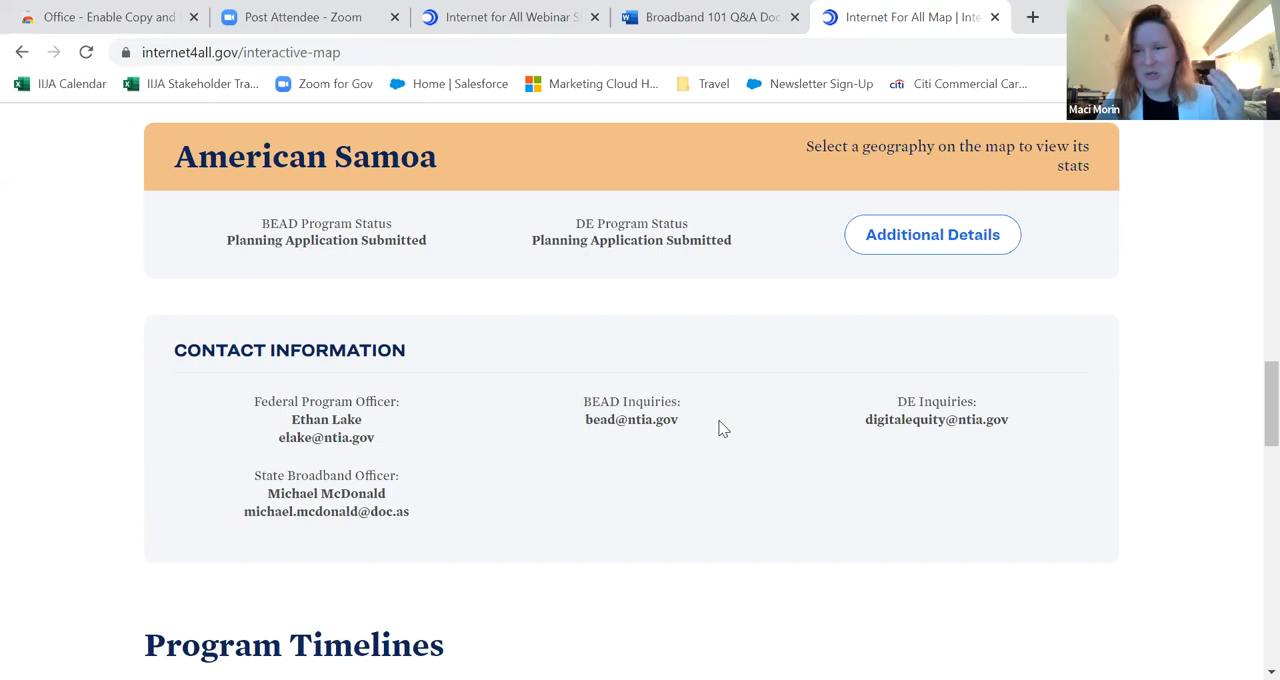 Office - Enable Copy and
Post Attendee - Zoom
Internet for All Webinar S
Broadband 101 Q&A Doc
Internet For All Map | Inte
internet4all.gov/interactive-map
IIJA Calendar
IIJA Stakeholder Tra...
Zoom for Gov
Home | Salesforce
Marketing Cloud H...
Travel
Newsletter Sign-Up
citi
Citi Commercial Car...
Maci Morin
American Samoa
Select a geography on the map to view its
stats
BEAD Program Status
Planning Application Submitted
DE Program Status
Planning Application Submitted
Additional Details
CONTACT INFORMATION
Federal Program Officer:
Ethan Lake
elake@ntia.gov
State Broadband Officer:
Michael McDonald
michael.mcdonald@doc.as
BEAD Inquiries:
bead@ntia.gov
DE Inquiries:
digitalequity@ntia.gov
Program Timelines